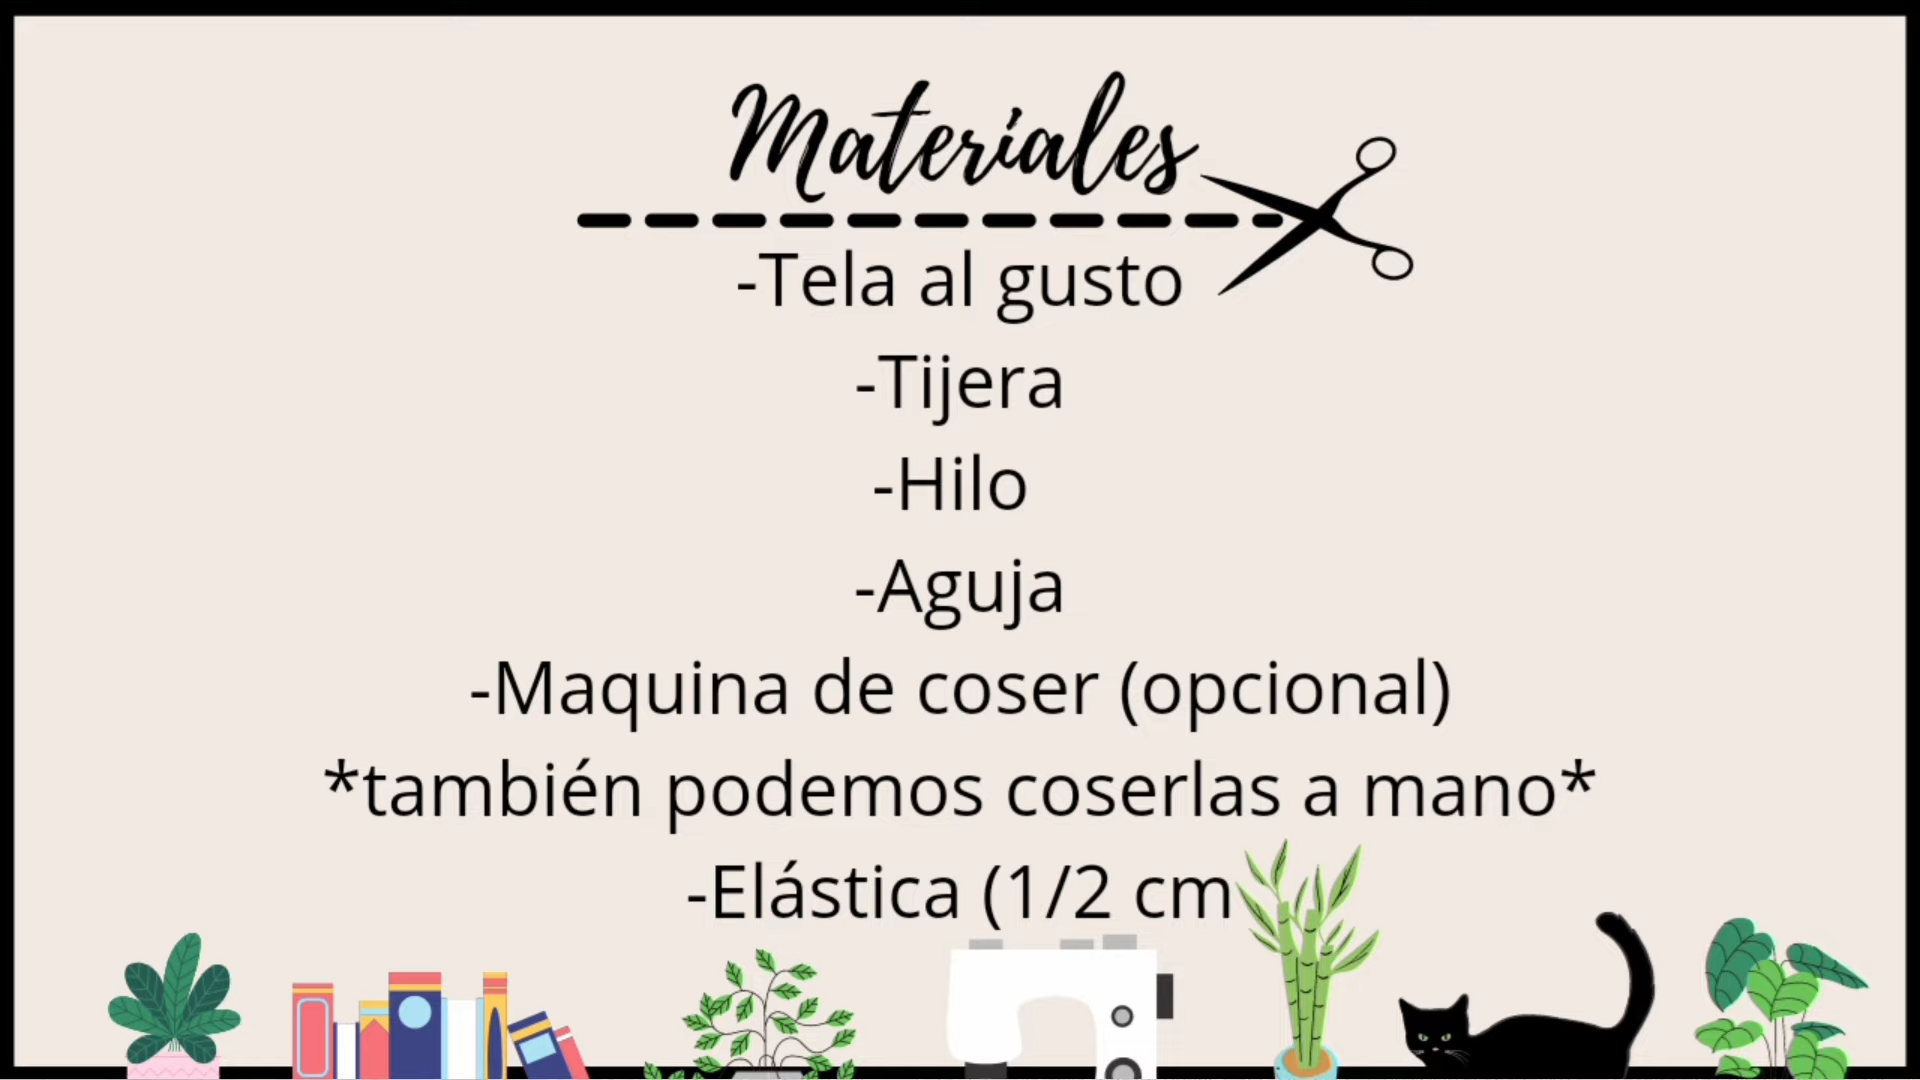 Materiales
-Tela al gusto
-Tijera
-Hilo
-Aguja
-Maquina de coser (opcional)
*también podemos coserlas a mano*
-Elástica (1/2 cm